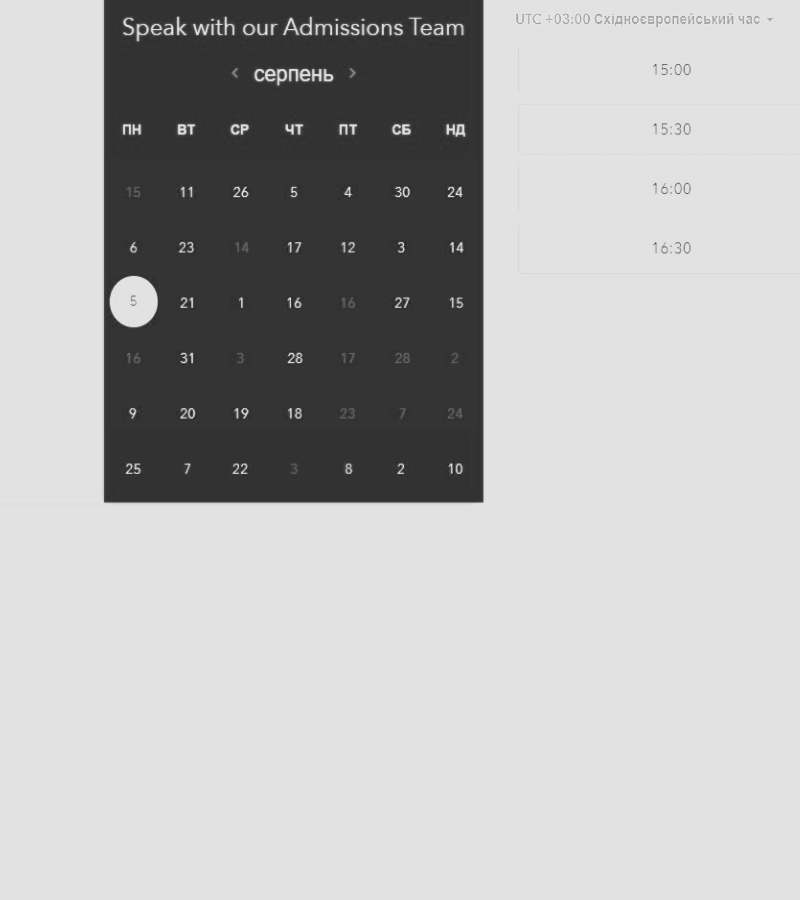 Speak with our Admissions Team
серпень
ПН ВТ СР ЧТ ПТ СБ НД
15 11 26 5 4 30 24
6 23 14 17 12 3 14
5 21 1 16 16 27 15
16 31 3 28 17 28 2
9 20 19 18 23 7 24
25 7 22 3 8 2 10
UTC +03:00 Східноєвропейський час
15:00
15:30
16:00
16:30